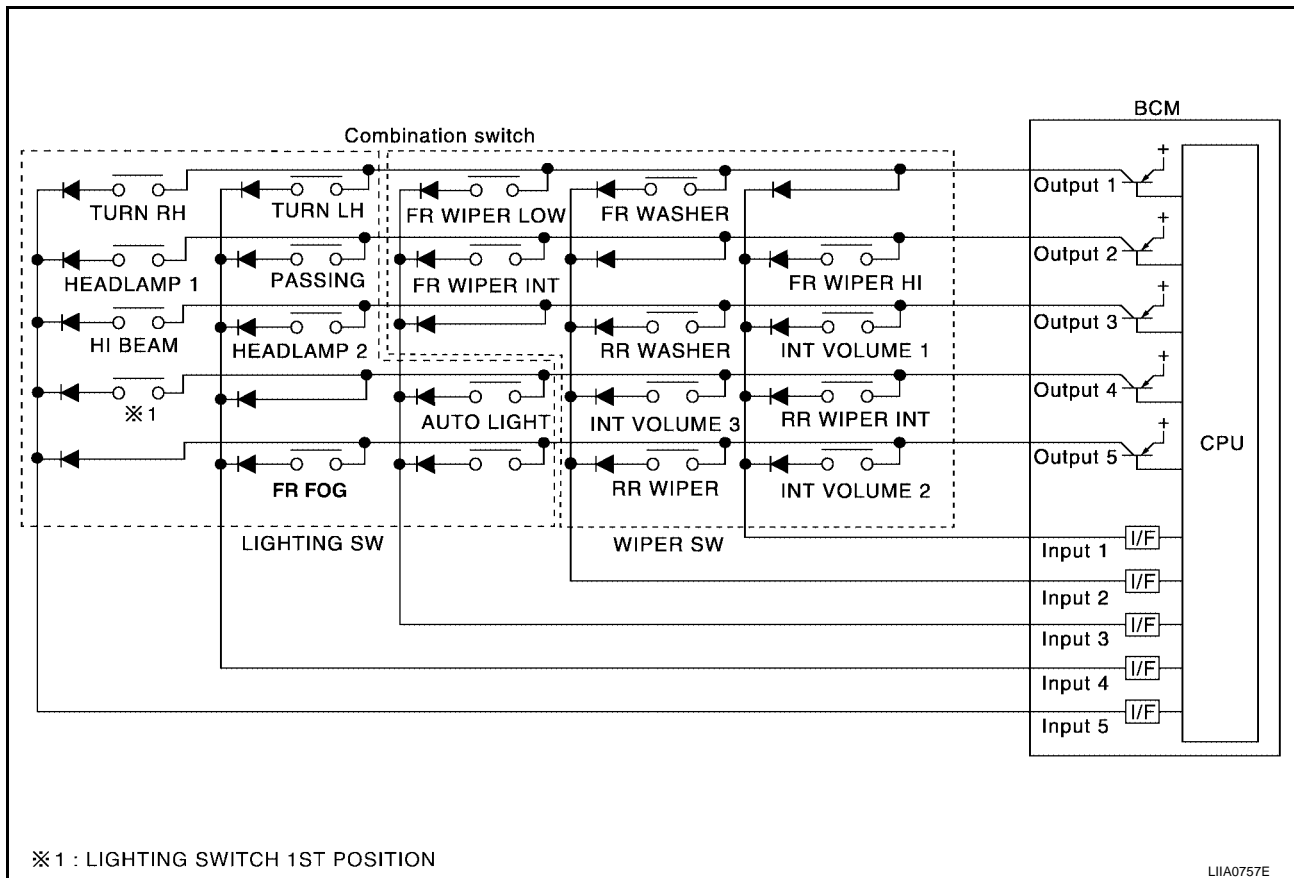 BCM
Combination switch
Output 1
+
TURN RH
TURN LH
FR WIPER LOW
FR WASHER
Output 2
+
HEADLAMP 1
PASSING
FR WIPER INT
FR WIPER HI
Output 3
+
HI BEAM
HEADLAMP 2
RR WASHER
INT VOLUME 1
Output 4
+
※1
AUTO LIGHT
INT VOLUME 3
RR WIPER INT
Output 5
+
CPU
FR FOG
RR WIPER
INT VOLUME 2
LIGHTING SW
WIPER SW
Input 1
I/F
Input 2
I/F
Input 3
I/F
Input 4
I/F
Input 5
I/F
※1 : LIGHTING SWITCH 1ST POSITION
LIIA0757E